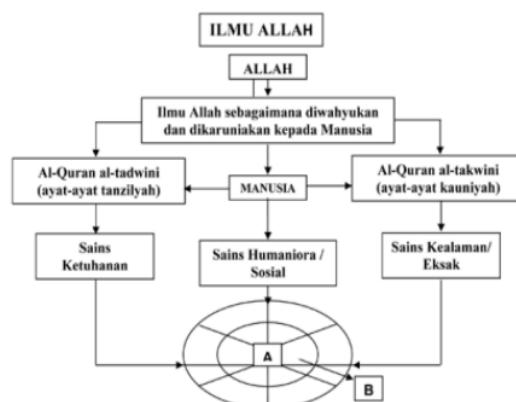 ILMU ALLAH
ALLAH
Ilmu Allah sebagaimana diwahyukan
dan dikaruniakan kepada Manusia
Al-Quran al-tadwini
(ayat-ayat tanzilyah)
MANUSIA
Al-Quran al-takwini
(ayat-ayat kauniyah)
Sains
Ketuhanan
Sains Humaniora /
Sosial
Sains Kealaman/
Eksak
A
B